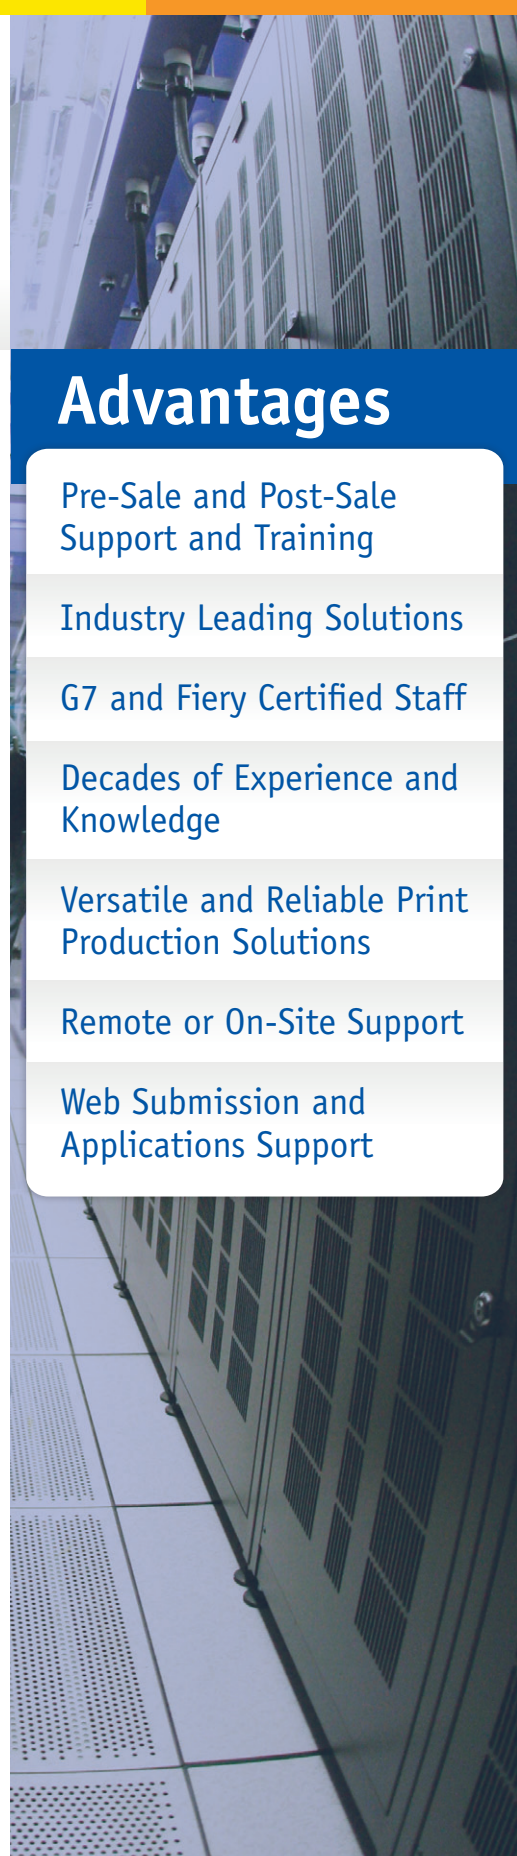 Advantages
Pre-Sale and Post-Sale
Support and Training
Industry Leading Solutions
G7 and Fiery Certified Staff
Decades of Experience and
Knowledge
Versatile and Reliable Print
Production Solutions
Remote or On-Site Support
Web Submission and
Applications Support